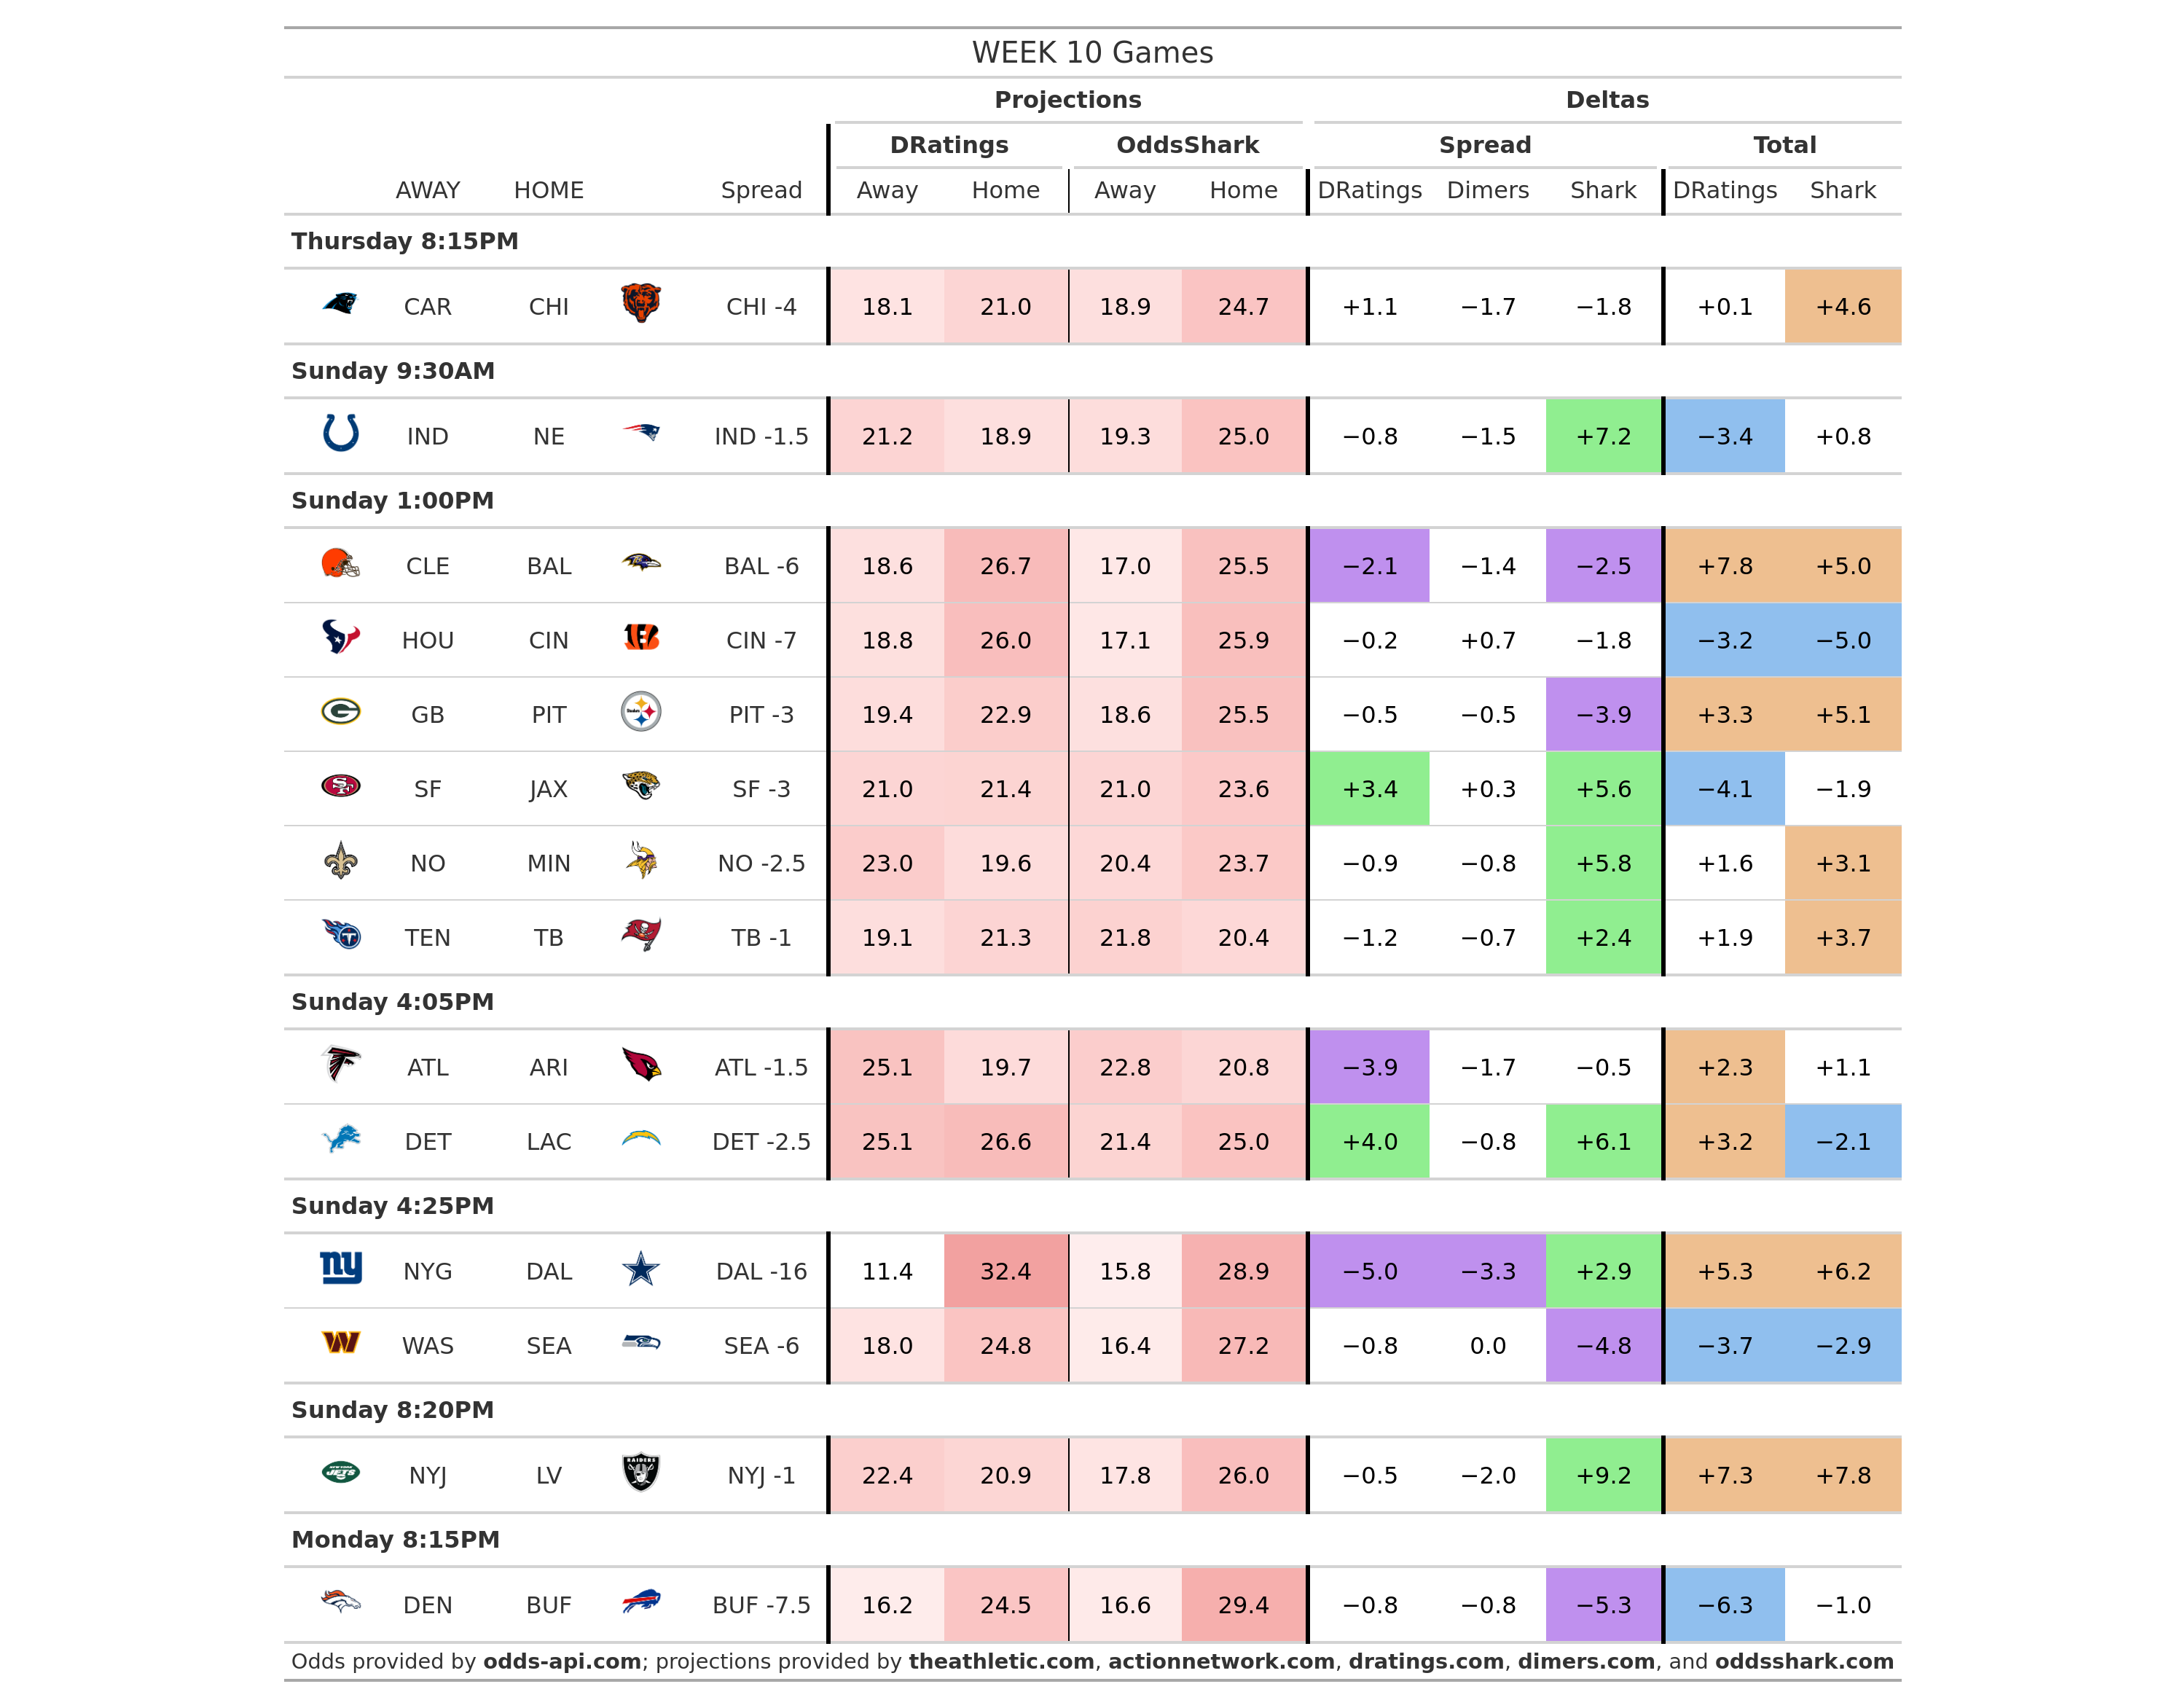 WEEK 10 Games
Projections Deltas
DRatings OddsShark Spread Total
AWAY HOME Spread Away Home Away Home DRatings Dimers Shark DRatings Shark
Thursday 8:15PM
CAR CHI CHI -4 18.1 21.0 18.9 24.7 +1.1 −1.7 −1.8 +0.1 +4.6
Sunday 9:30AM
IND NE IND -1.5 21.2 18.9 19.3 25.0 −0.8 −1.5 +7.2 −3.4 +0.8
Sunday 1:00PM
CLE BAL BAL -6 18.6 26.7 17.0 25.5 −2.1 −1.4 −2.5 +7.8 +5.0
HOU CIN CIN -7 18.8 26.0 17.1 25.9 −0.2 +0.7 −1.8 −3.2 −5.0
GB PIT PIT -3 19.4 22.9 18.6 25.5 −0.5 −0.5 −3.9 +3.3 +5.1
SF JAX SF -3 21.0 21.4 21.0 23.6 +3.4 +0.3 +5.6 −4.1 −1.9
NO MIN NO -2.5 23.0 19.6 20.4 23.7 −0.9 −0.8 +5.8 +1.6 +3.1
TEN TB TB -1 19.1 21.3 21.8 20.4 −1.2 −0.7 +2.4 +1.9 +3.7
Sunday 4:05PM
ATL ARI ATL -1.5 25.1 19.7 22.8 20.8 −3.9 −1.7 −0.5 +2.3 +1.1
DET LAC DET -2.5 25.1 26.6 21.4 25.0 +4.0 −0.8 +6.1 +3.2 −2.1
Sunday 4:25PM
ny NYG DAL DAL -16 11.4 32.4 15.8 28.9 −5.0 −3.3 +2.9 +5.3 +6.2
W WAS SEA SEA -6 18.0 24.8 16.4 27.2 −0.8 0.0 −4.8 −3.7 −2.9
Sunday 8:20PM
JETS NYJ LV RAIDERS NYJ -1 22.4 20.9 17.8 26.0 −0.5 −2.0 +9.2 +7.3 +7.8
Monday 8:15PM
DEN BUF BUF -7.5 16.2 24.5 16.6 29.4 −0.8 −0.8 −5.3 −6.3 −1.0
Odds provided by odds-api.com; projections provided by theathletic.com, actionnetwork.com, dratings.com, dimers.com, and oddsshark.com